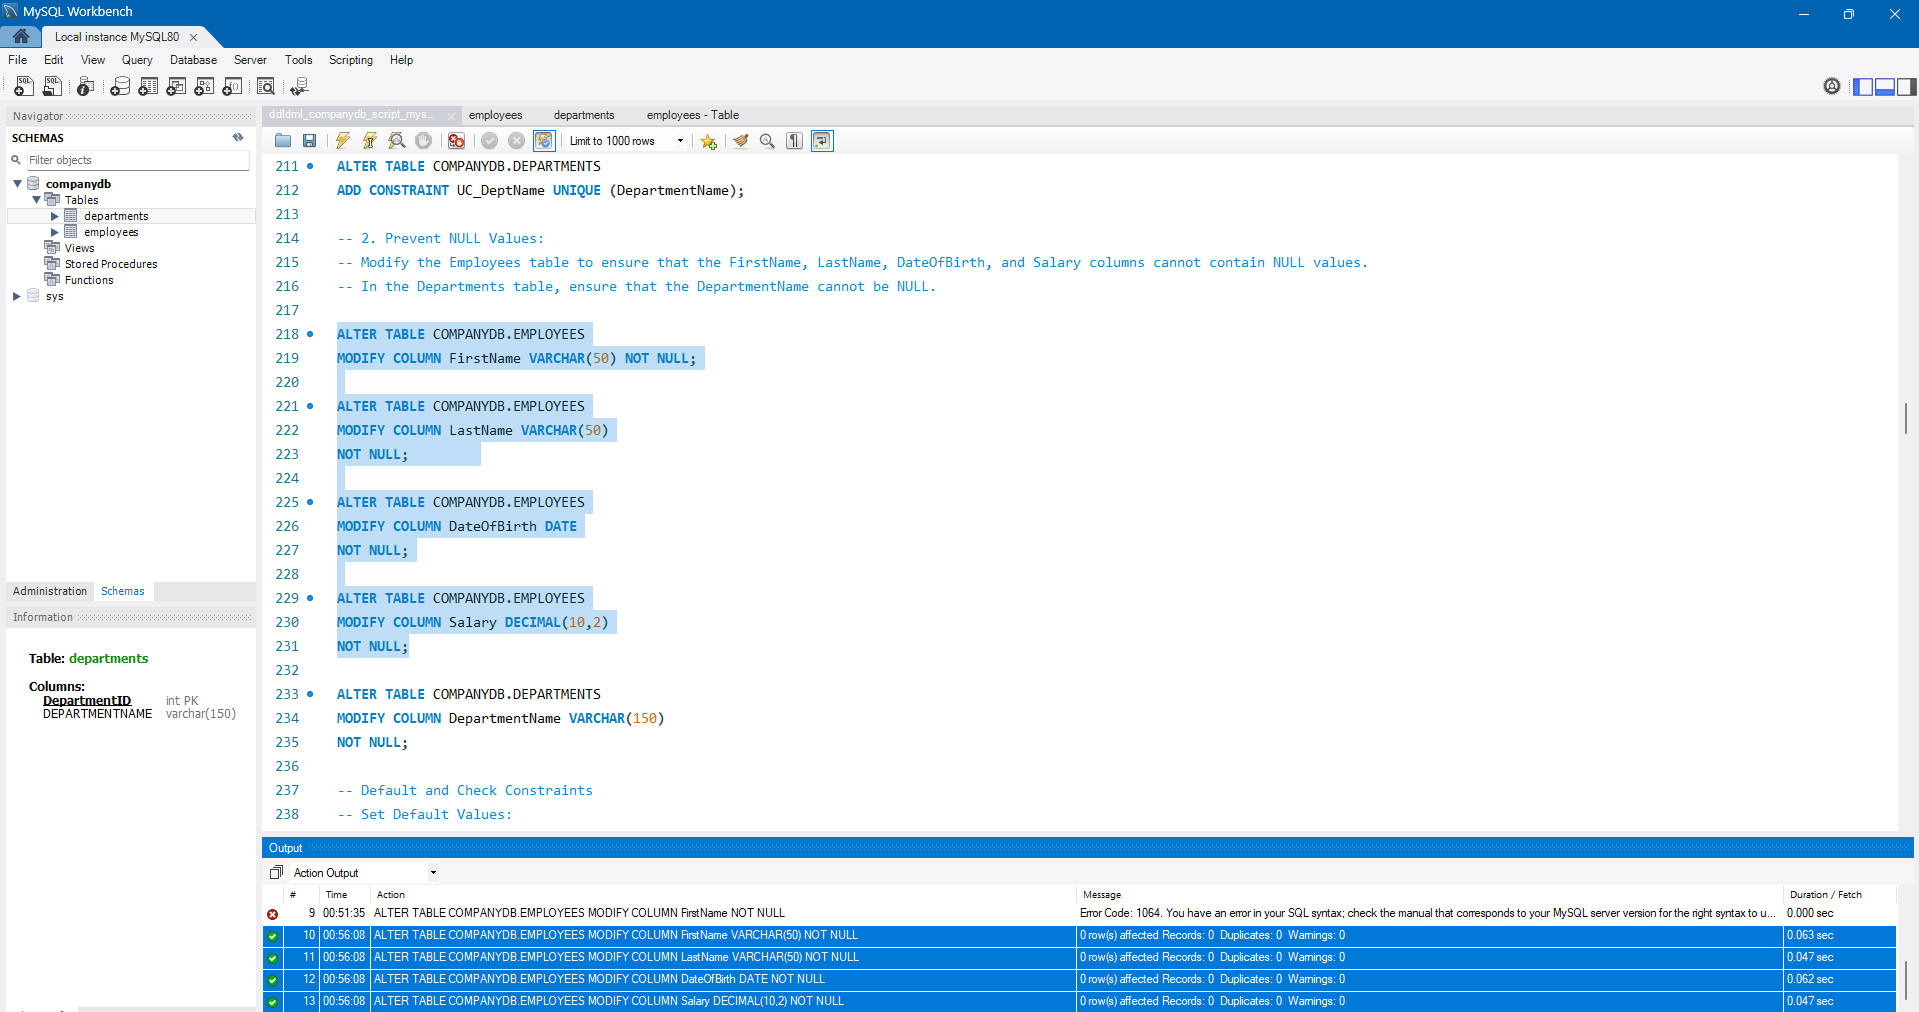 MySQL Workbench
Local instance MySQL80
File Edit View Query Database Server Tools Scripting Help
Navigator
SCHEMAS
Filter objects
companydb
Tables
departments
employees
Views
Stored Procedures
Functions
sys
Administration Schemas
Information
Table: departments
Columns:
DepartmentID int PK
DEPARTMENTNAME varchar(150)
ddldml_companydb_script_mys... employees departments employees - Table
Limit to 1000 rows
211 ALTER TABLE COMPANYDB.DEPARTMENTS
212 ADD CONSTRAINT UC_DeptName UNIQUE (DepartmentName);
213
214 -- 2. Prevent NULL Values:
215 -- Modify the Employees table to ensure that the FirstName, LastName, DateOfBirth, and Salary columns cannot contain NULL values.
216 -- In the Departments table, ensure that the DepartmentName cannot be NULL.
217
218 ALTER TABLE COMPANYDB.EMPLOYEES
219 MODIFY COLUMN FirstName VARCHAR(50) NOT NULL;
220
221 ALTER TABLE COMPANYDB.EMPLOYEES
222 MODIFY COLUMN LastName VARCHAR(50)
223 NOT NULL;
224
225 ALTER TABLE COMPANYDB.EMPLOYEES
226 MODIFY COLUMN DateOfBirth DATE
227 NOT NULL;
228
229 ALTER TABLE COMPANYDB.EMPLOYEES
230 MODIFY COLUMN Salary DECIMAL(10,2)
231 NOT NULL;
232
233 ALTER TABLE COMPANYDB.DEPARTMENTS
234 MODIFY COLUMN DepartmentName VARCHAR(150)
235 NOT NULL;
236
237 -- Default and Check Constraints
238 -- Set Default Values:
Output
Action Output
# Time Action Message Duration / Fetch
9 00:51:35 ALTER TABLE COMPANYDB.EMPLOYEES MODIFY COLUMN FirstName NOT NULL Error Code: 1064. You have an error in your SQL syntax; check the manual that corresponds to your MySQL server version for the right syntax to u... 0.000 sec
10 00:56:08 ALTER TABLE COMPANYDB.EMPLOYEES MODIFY COLUMN FirstName VARCHAR(50) NOT NULL 0 row(s) affected Records: 0 Duplicates: 0 Warnings: 0 0.063 sec
11 00:56:08 ALTER TABLE COMPANYDB.EMPLOYEES MODIFY COLUMN LastName VARCHAR(50) NOT NULL 0 row(s) affected Records: 0 Duplicates: 0 Warnings: 0 0.047 sec
12 00:56:08 ALTER TABLE COMPANYDB.EMPLOYEES MODIFY COLUMN DateOfBirth DATE NOT NULL 0 row(s) affected Records: 0 Duplicates: 0 Warnings: 0 0.062 sec
13 00:56:08 ALTER TABLE COMPANYDB.EMPLOYEES MODIFY COLUMN Salary DECIMAL(10,2) NOT NULL 0 row(s) affected Records: 0 Duplicates: 0 Warnings: 0 0.047 sec